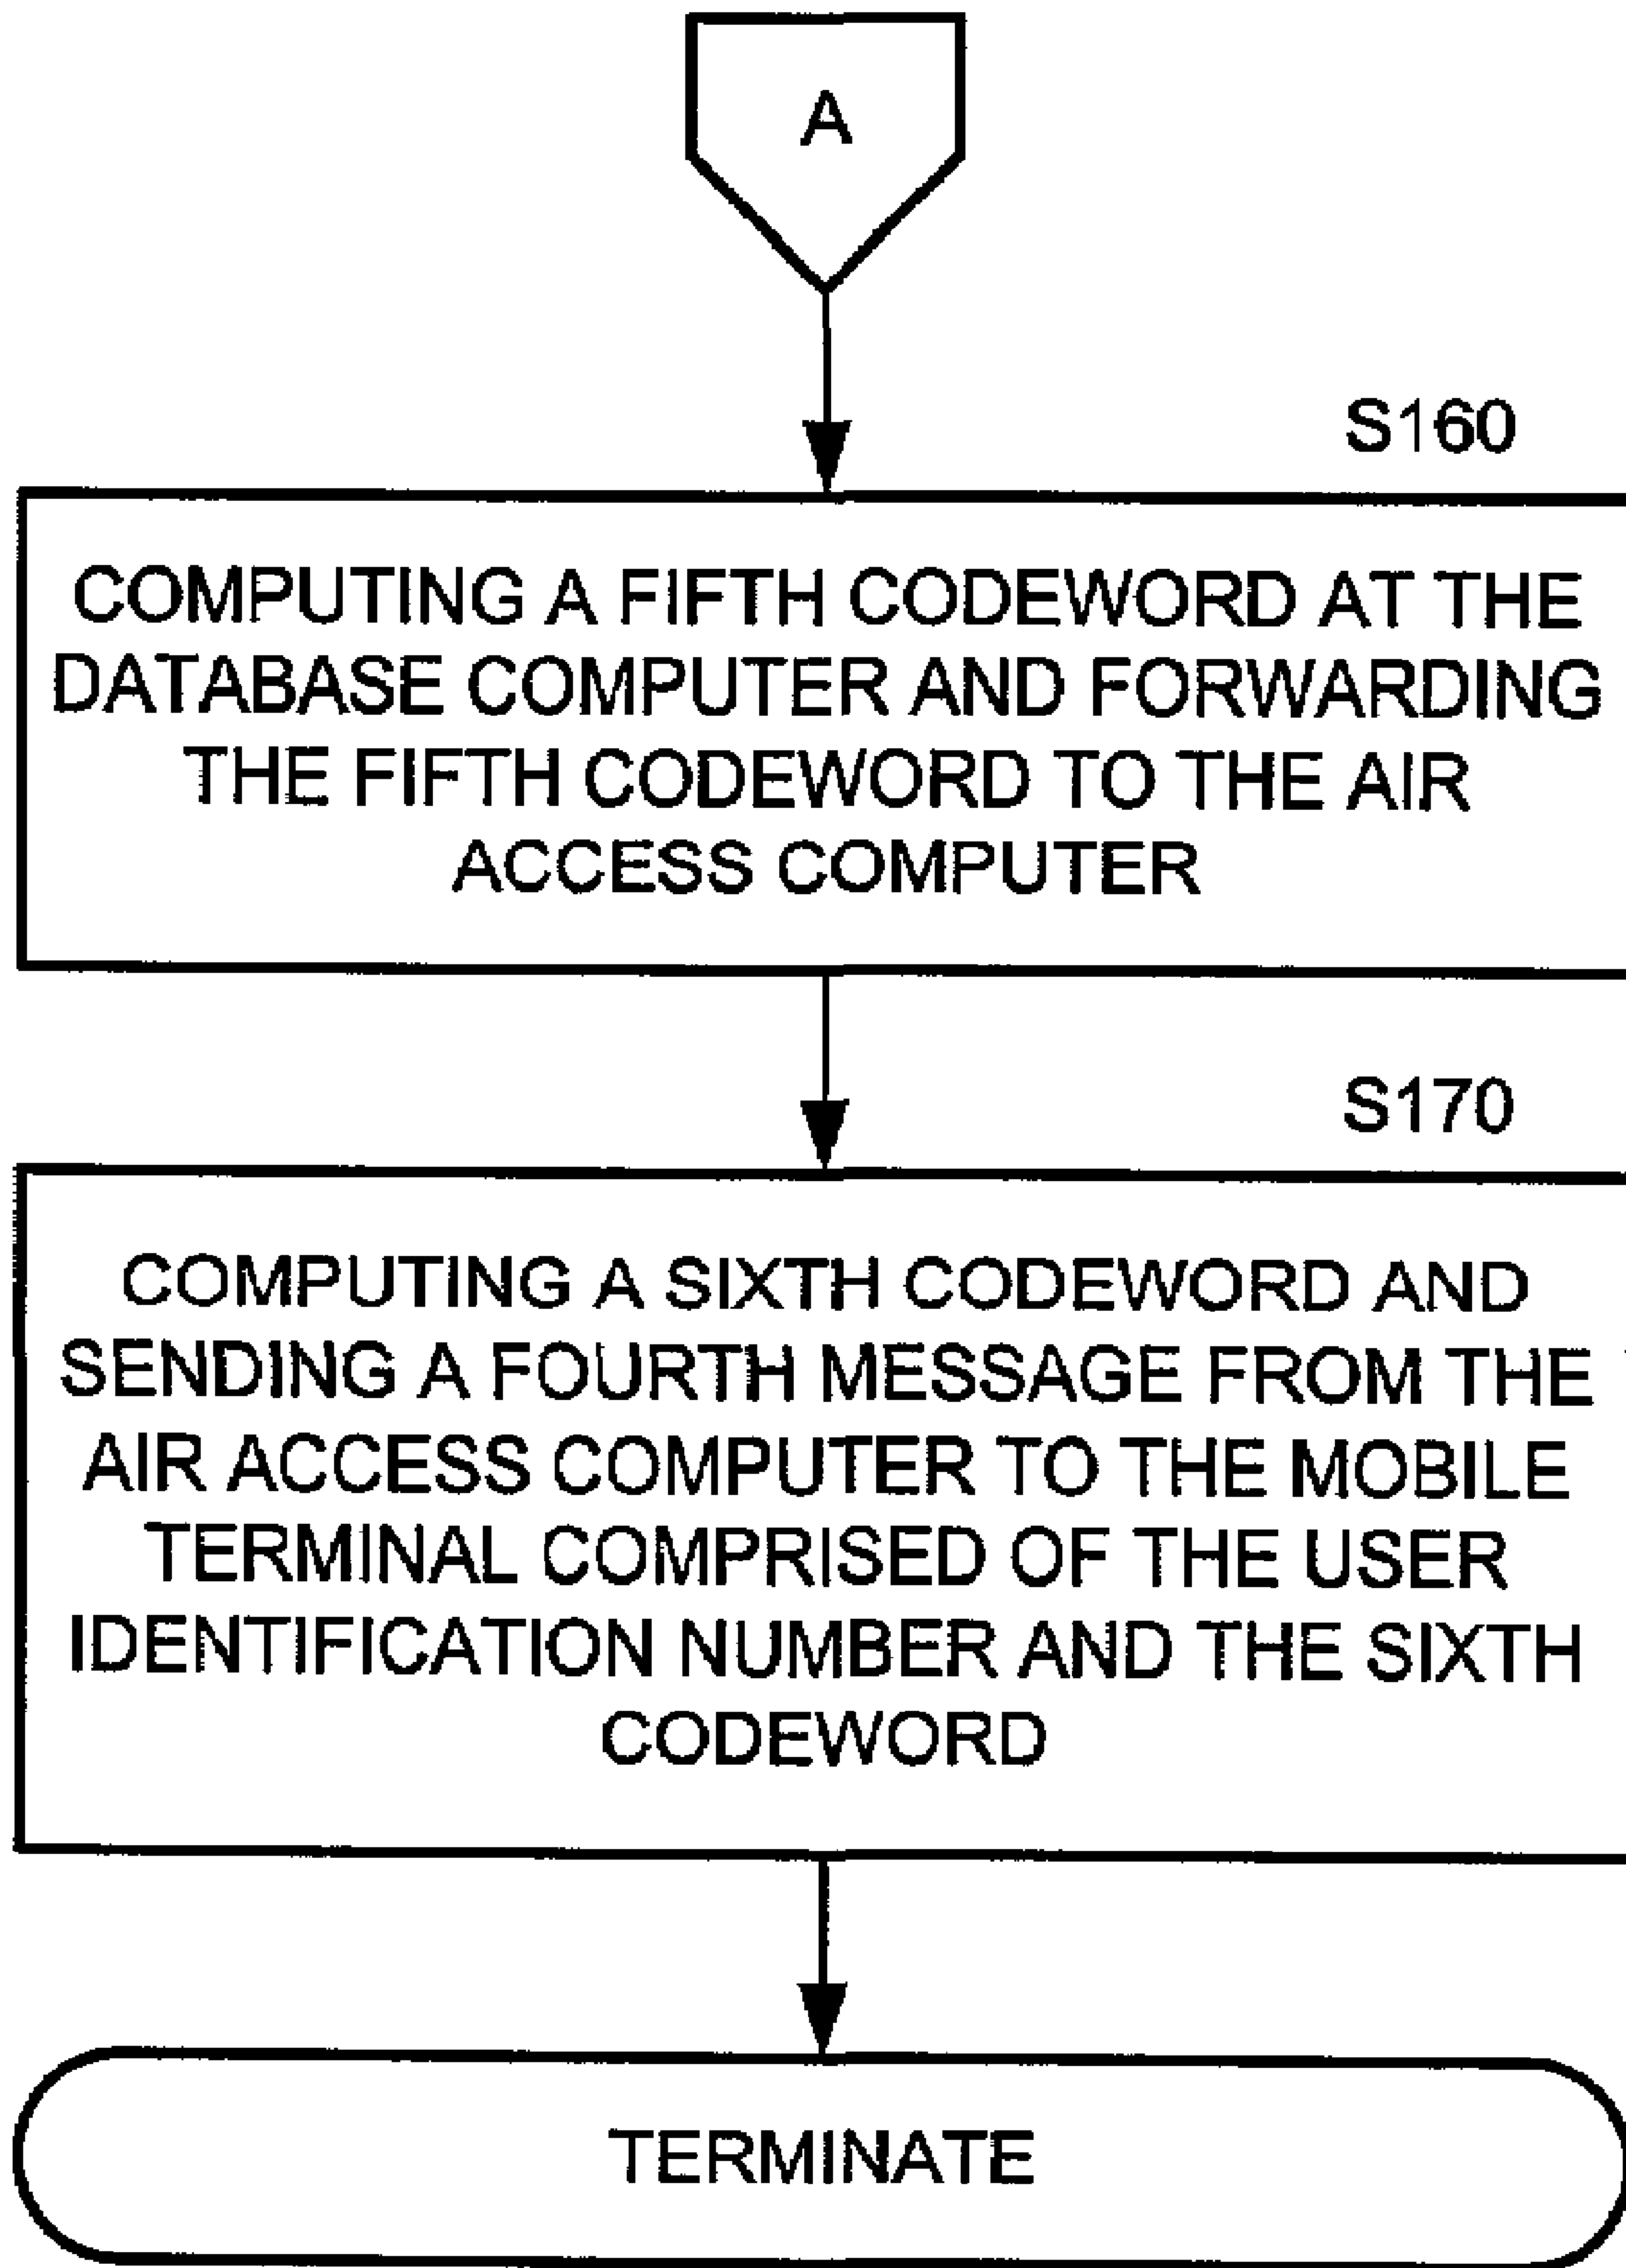 A
S160
COMPUTING A FIFTH CODEWORD AT THE
DATABASE COMPUTER AND FORWARDING
THE FIFTH CODEWORD TO THE AIR
ACCESS COMPUTER
S170
COMPUTING A SIXTH CODEWORD AND
SENDING A FOURTH MESSAGE FROM THE
AIR ACCESS COMPUTER TO THE MOBILE
TERMINAL COMPRISED OF THE USER
IDENTIFICATION NUMBER AND THE SIXTH
CODEWORD
TERMINATE